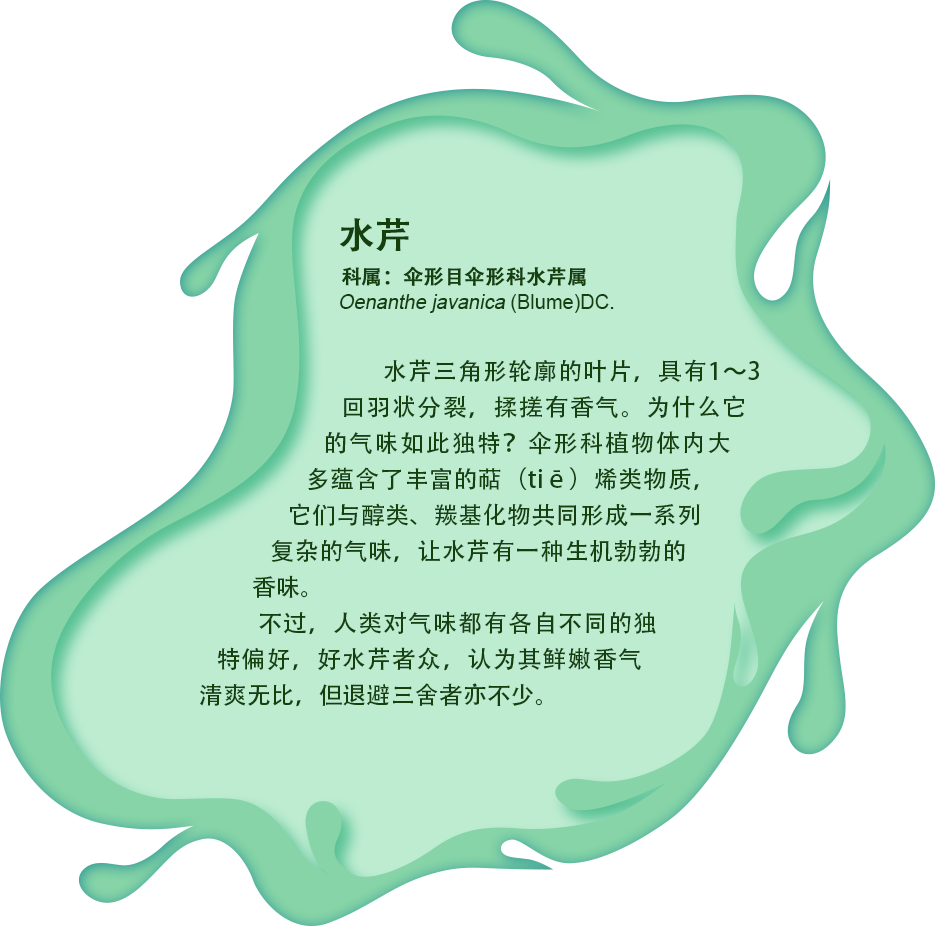 水芹
科属：伞形目伞形科水芹属
Oenanthe javanica (Blume)DC.
水芹三角形轮廓的叶片，具有1～3
回羽状分裂，揉搓有香气。为什么它
的气味如此独特？伞形科植物体内大
多蕴含了丰富的萜（tiē）烯类物质，
它们与醇类、羰基化物共同形成一系列
复杂的气味，让水芹有一种生机勃勃的
香味。
不过，人类对气味都有各自不同的独
特偏好，好水芹者众，认为其鲜嫩香气
清爽无比，但退避三舍者亦不少。